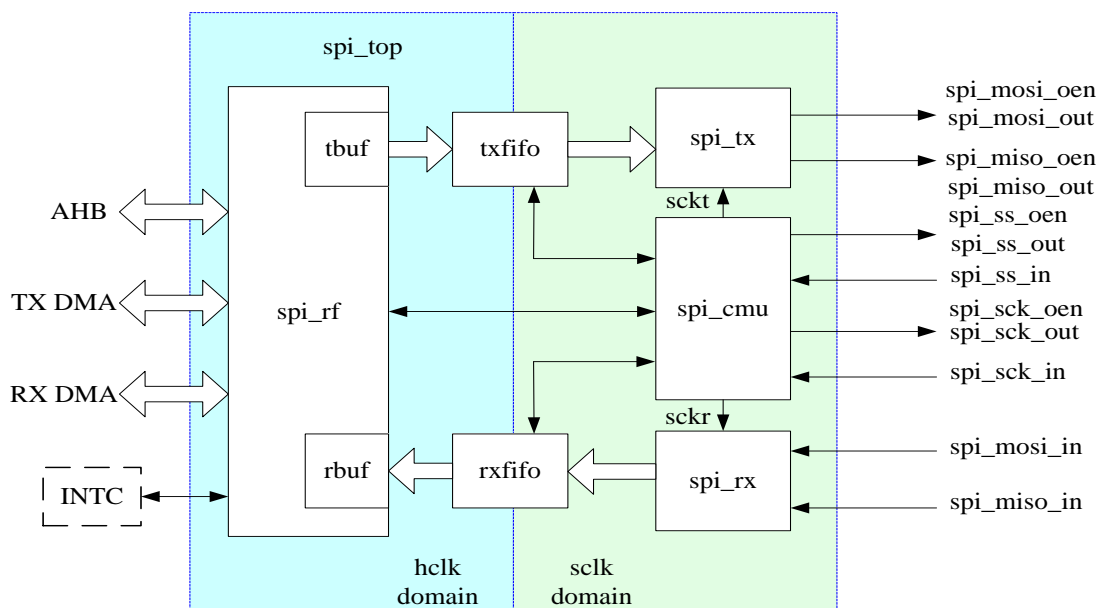 spi_top
spi_mosi_oen
spi_mosi_out
tbuf
txfifo
spi_tx
spi_miso_oen
spi_miso_out
sckt
AHB
spi_ss_oen
spi_ss_out
spi_ss_in
TX DMA
spi_rf
spi_cmu
spi_sck_oen
spi_sck_out
spi_sck_in
RX DMA
sckr
spi_mosi_in
rbuf
rxfifo
spi_rx
INTC
spi_miso_in
hclk
domain
sclk
domain